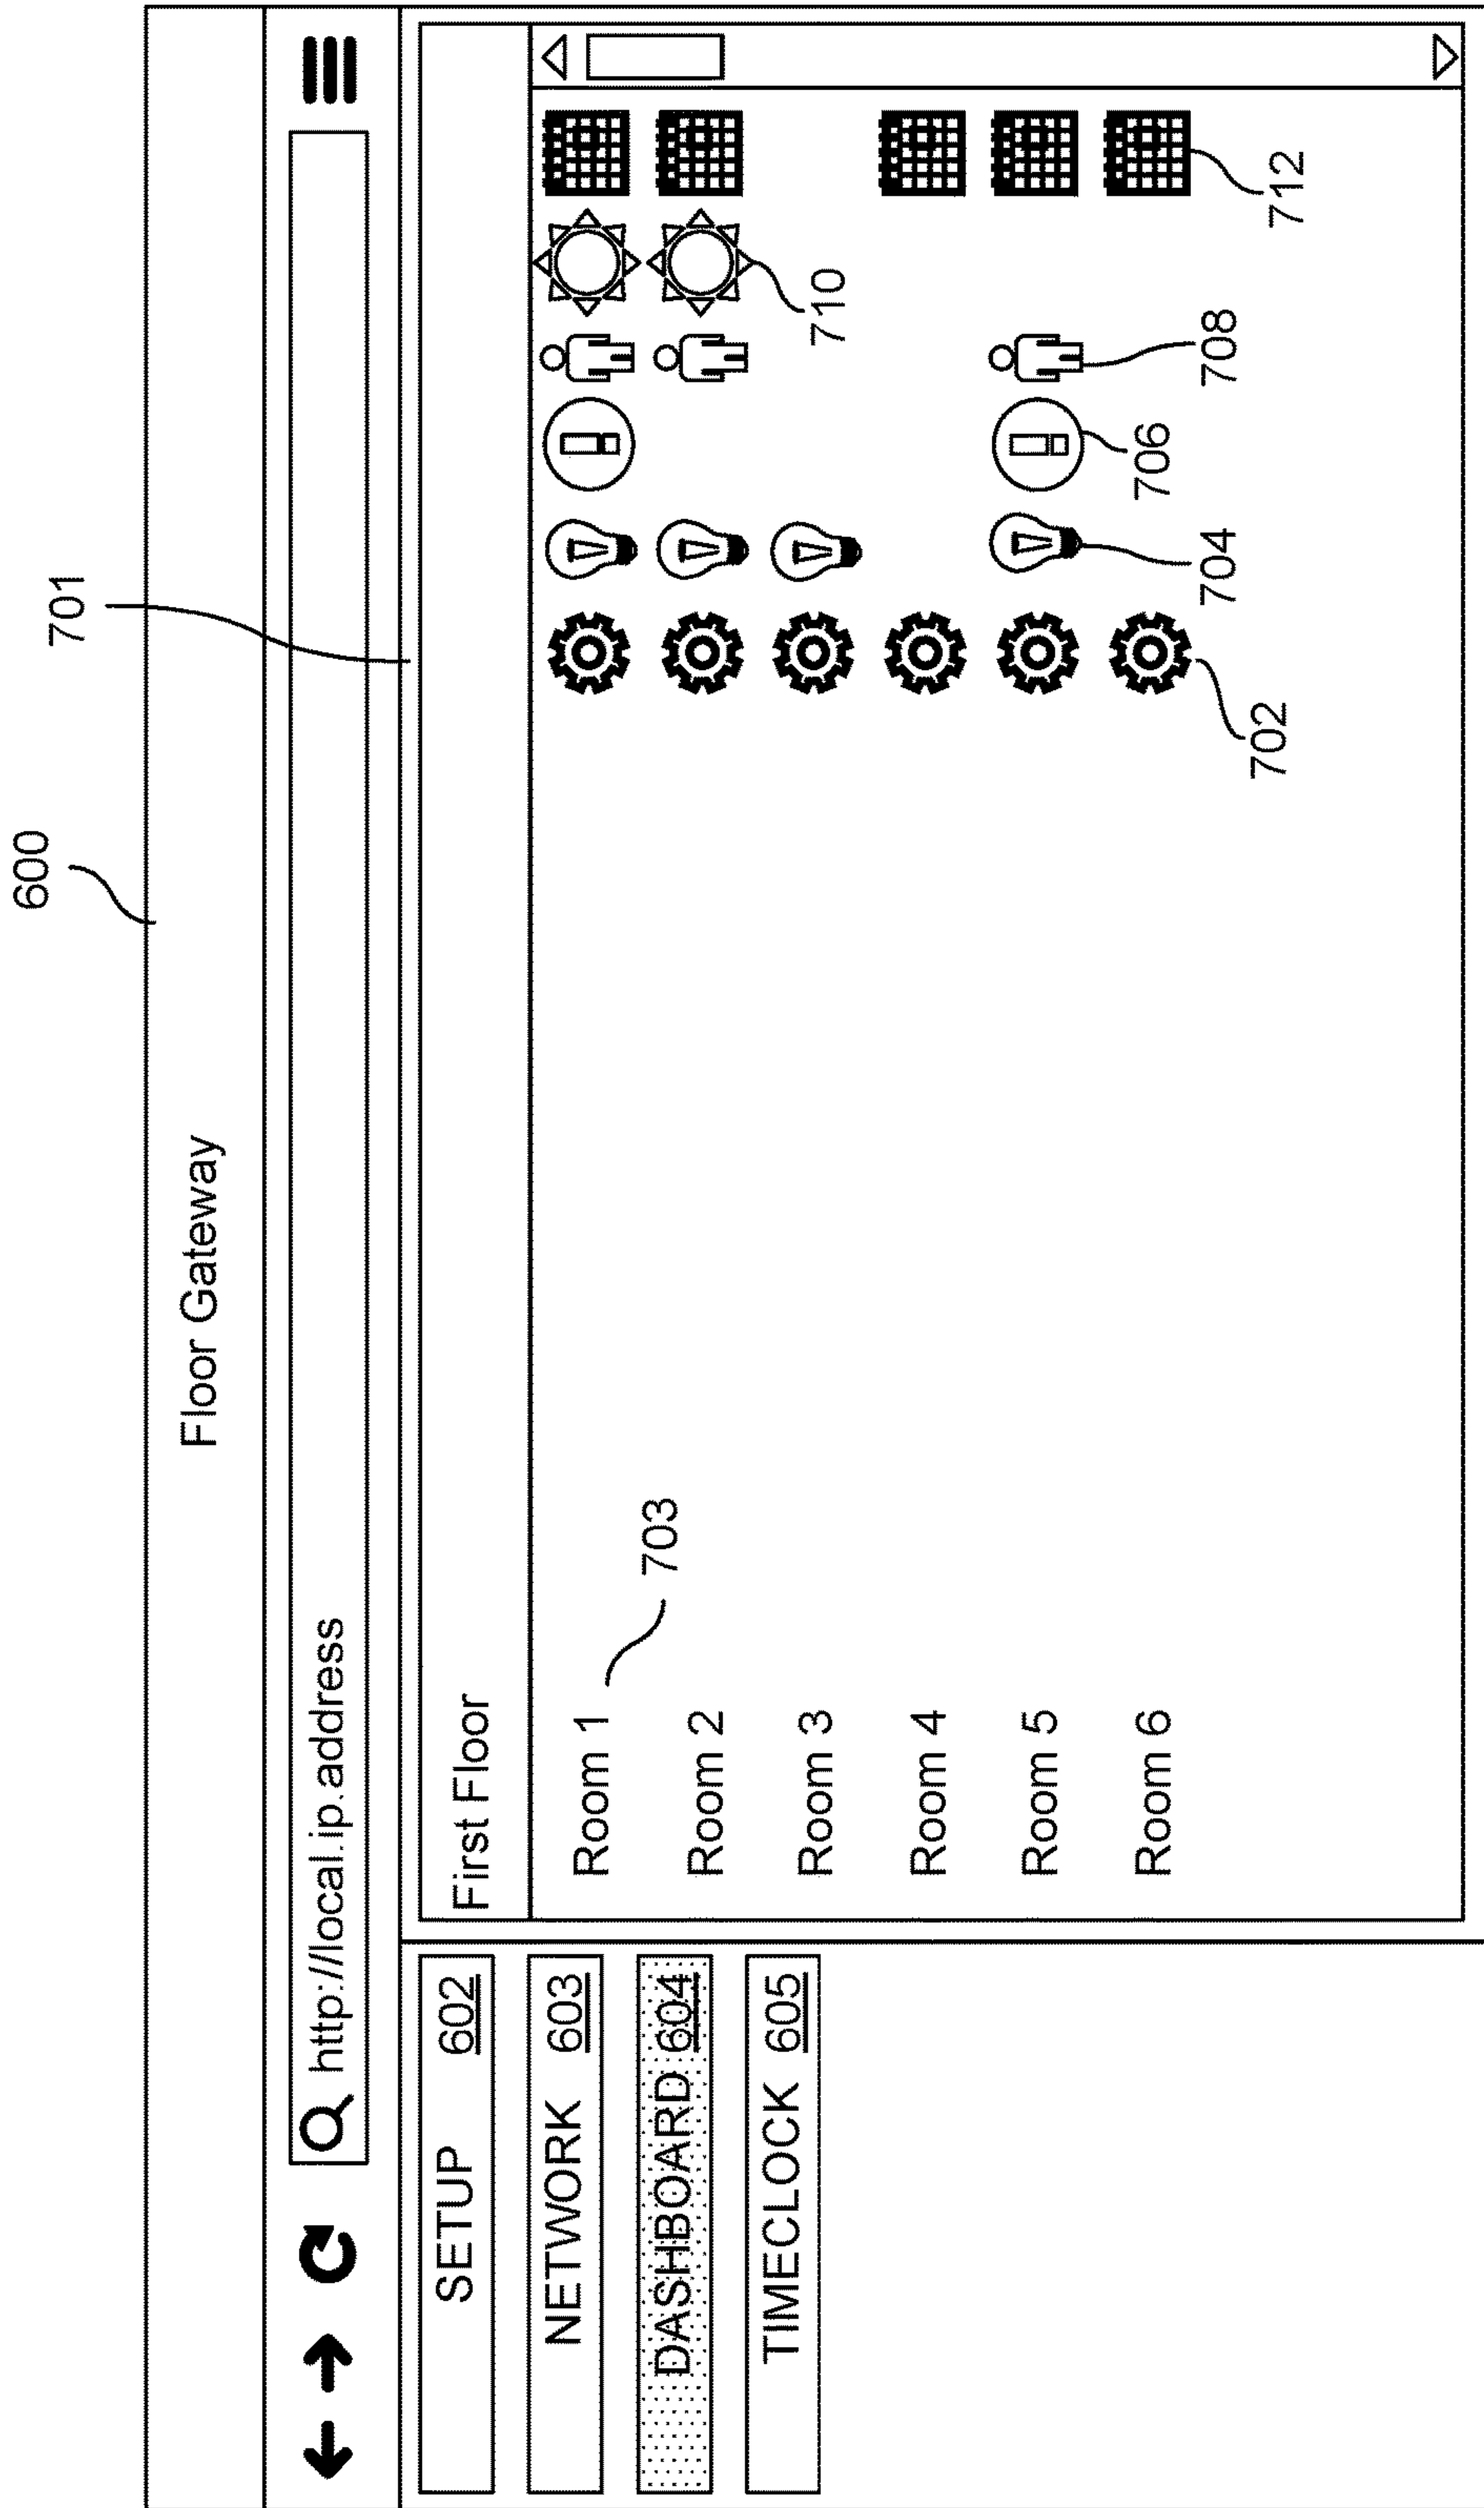 600
701
Floor Gateway
http://local.ip.address
SETUP 602
NETWORK 603
DASHBOARD 604
TIMECLOCK 605
First Floor
Room 1
703
Room 2
Room 3
Room 4
Room 5
Room 6
702
704
706
708
710
712